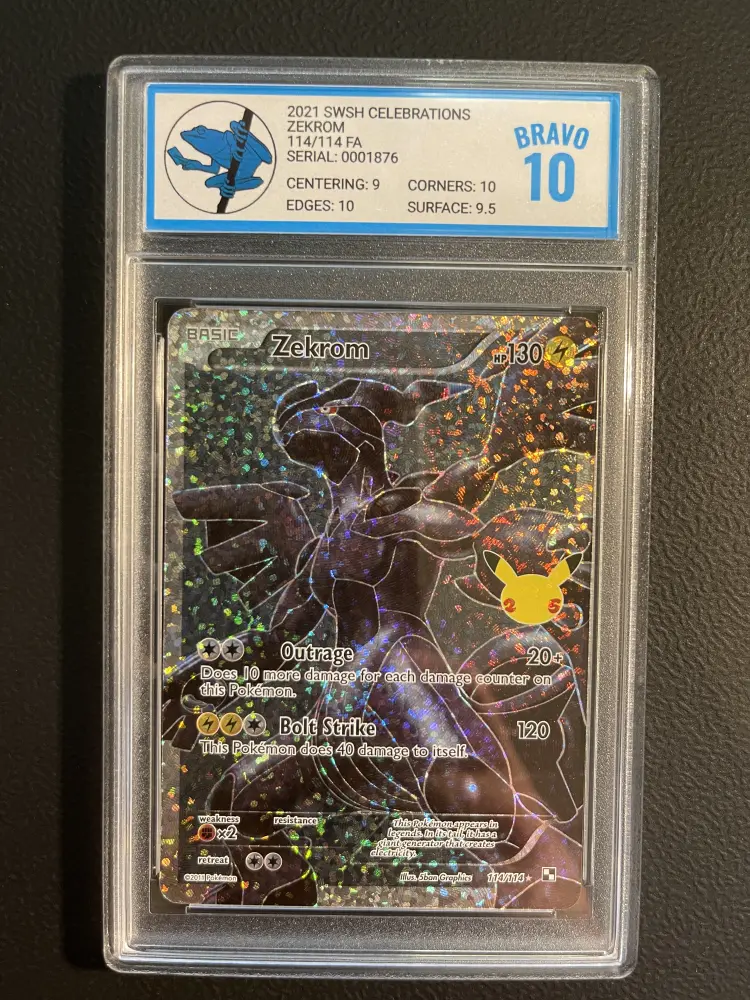 2021 SWSH CELEBRATIONS
ZEKROM
114/114 FA
SERIAL: 0001876
CENTERING: 9 CORNERS: 10
EDGES: 10 SURFACE: 9.5
BRAVO
10
BASIC Zekrom HP130
25
Outrage 20+
Does 10 more damage for each damage counter on
this Pokémon.
Bolt Strike 120
This Pokémon does 40 damage to itself.
weakness resistance
×2
This Pokémon appears in
legends. In its tail, it has a
giant generator that creates
electricity.
retreat
©2011 Pokémon Illus. 5ban Graphics 114/114